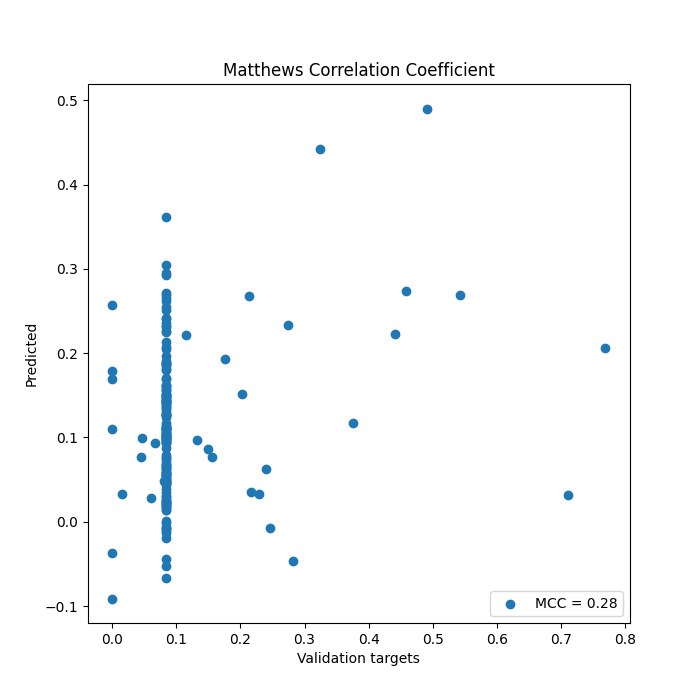 Matthews Correlation Coefficient
0.5
0.4
0.3
0.2
0.1
0.0
−0.1
Predicted
MCC = 0.28
0.0 0.1 0.2 0.3 0.4 0.5 0.6 0.7 0.8
Validation targets